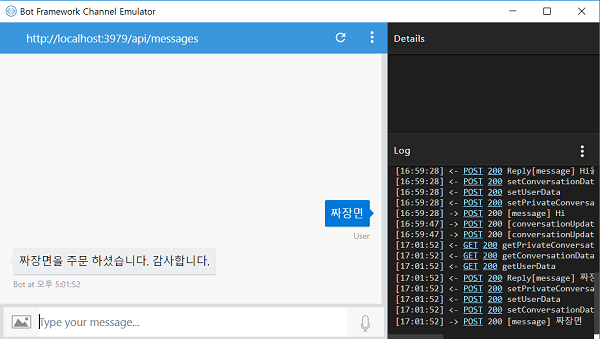 Bot Framework Channel Emulator
http://localhost:3979/api/messages
짜장면
User
짜장면을 주문 하셨습니다. 감사합니다.
Bot at 오후 5:01:52
Type your message...
Details
Log
[16:59:28] <- POST 200 Reply[message] Hi
[16:59:28] <- POST 200 setConversationDat
[16:59:28] <- POST 200 setUserData
[16:59:28] <- POST 200 setPrivateConversa
[16:59:28] -> POST 200 [message] Hi
[16:59:47] -> POST 200 [conversationUpdat
[16:59:47] -> POST 200 [conversationUpdat
[17:01:52] <- GET 200 getPrivateConversat
[17:01:52] <- GET 200 getConversationData
[17:01:52] <- GET 200 getUserData
[17:01:52] <- POST 200 Reply[message] 짜장
[17:01:52] <- POST 200 setPrivateConversa
[17:01:52] <- POST 200 setUserData
[17:01:52] <- POST 200 setConversationDat
[17:01:52] -> POST 200 [message] 짜장면